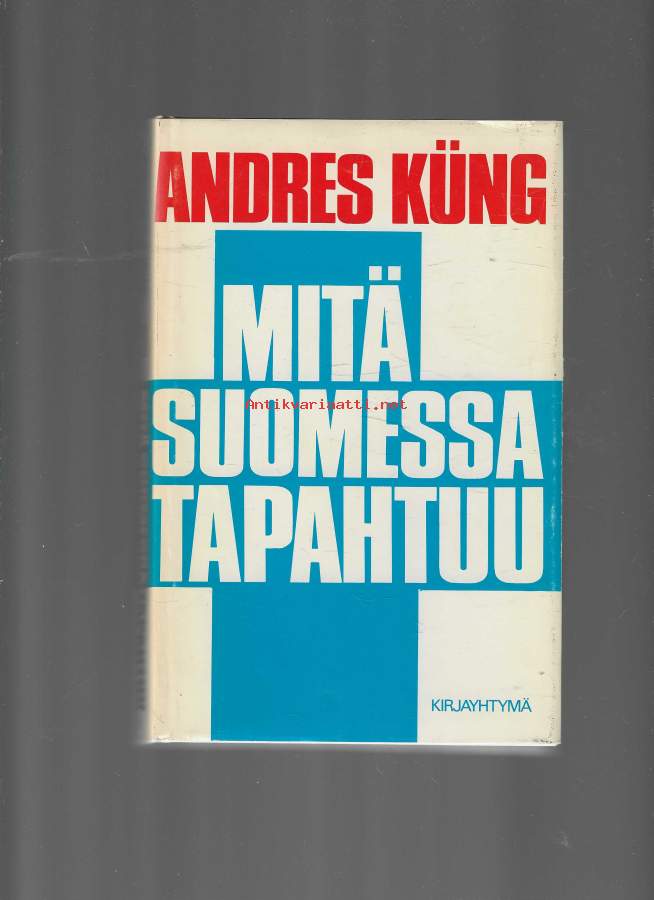 ANDRES KÜNG
MITÄ
Antikvariaatti.net
SUOMESSA
TAPAHTUU
KIRJAYHTYMÄ